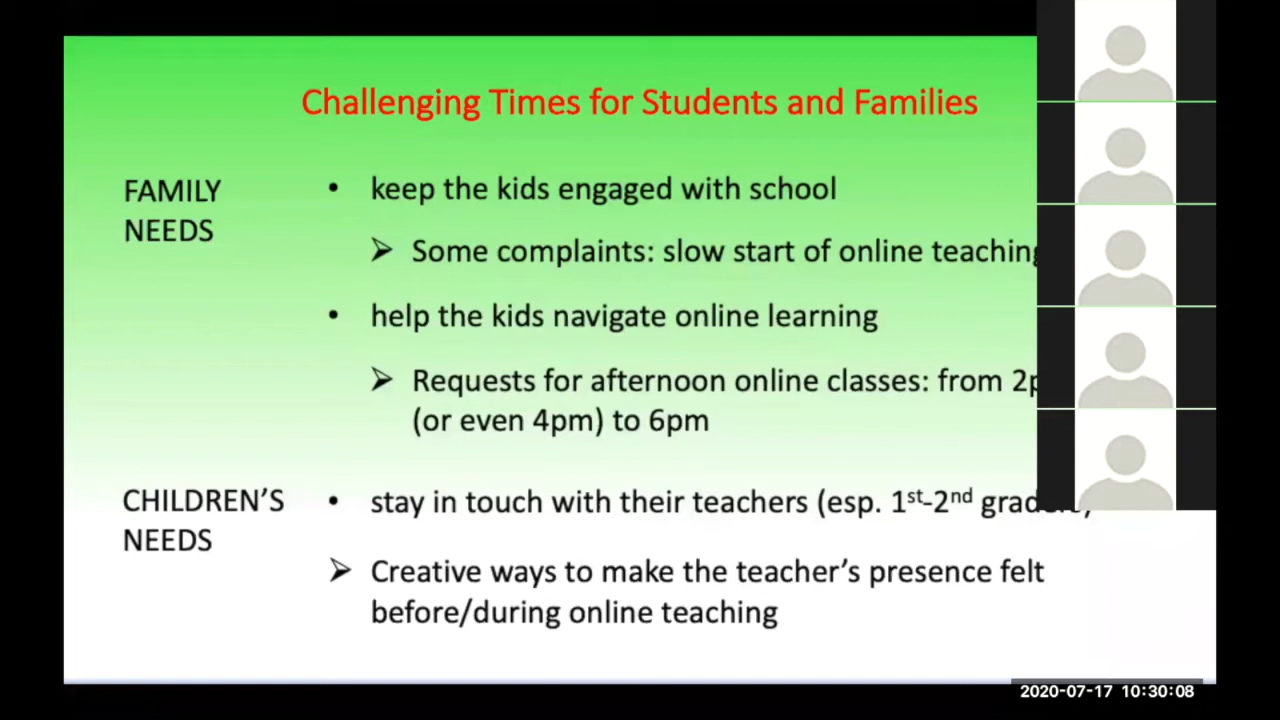 Challenging Times for Students and Families
FAMILY
NEEDS
• keep the kids engaged with school
➢ Some complaints: slow start of online teaching
• help the kids navigate online learning
➢ Requests for afternoon online classes: from
(or even 4pm) to 6pm
CHILDREN'S
NEEDS
• stay in touch with their teachers (esp. 1st-2nd
➢ Creative ways to make the teacher's presence felt
before/during online teaching
2020-07-17 10:30:08